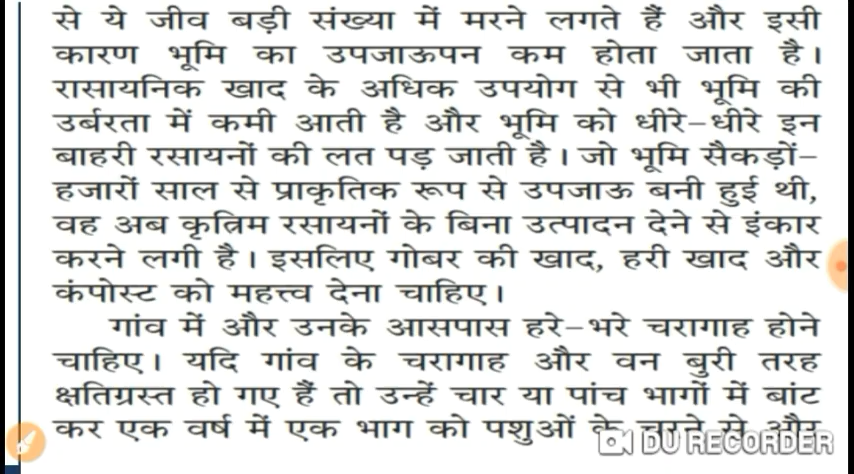 से ये जीव बड़ी संख्या में मरने लगते हैं और इसी
कारण भूमि का उपजाऊपन कम होता जाता है।
रासायनिक खाद के अधिक उपयोग से भी भूमि की
उर्बरता में कमी आती है और भूमि को धीरे-धीरे इन
बाहरी रसायनों की लत पड़ जाती है। जो भूमि सैकड़ों-
हजारों साल से प्राकृतिक रूप से उपजाऊ बनी हुई थी,
वह अब कृत्रिम रसायनों के बिना उत्पादन देने से इंकार
करने लगी है। इसलिए गोबर की खाद, हरी खाद और
कंपोस्ट को महत्त्व देना चाहिए।
गांव में और उनके आसपास हरे-भरे चरागाह होने
चाहिए। यदि गांव के चरागाह और वन बुरी तरह
क्षतिग्रस्त हो गए हैं तो उन्हें चार या पांच भागों में बांट
कर एक वर्ष में एक भाग को पशुओं के चरने से और
DU RECORDER